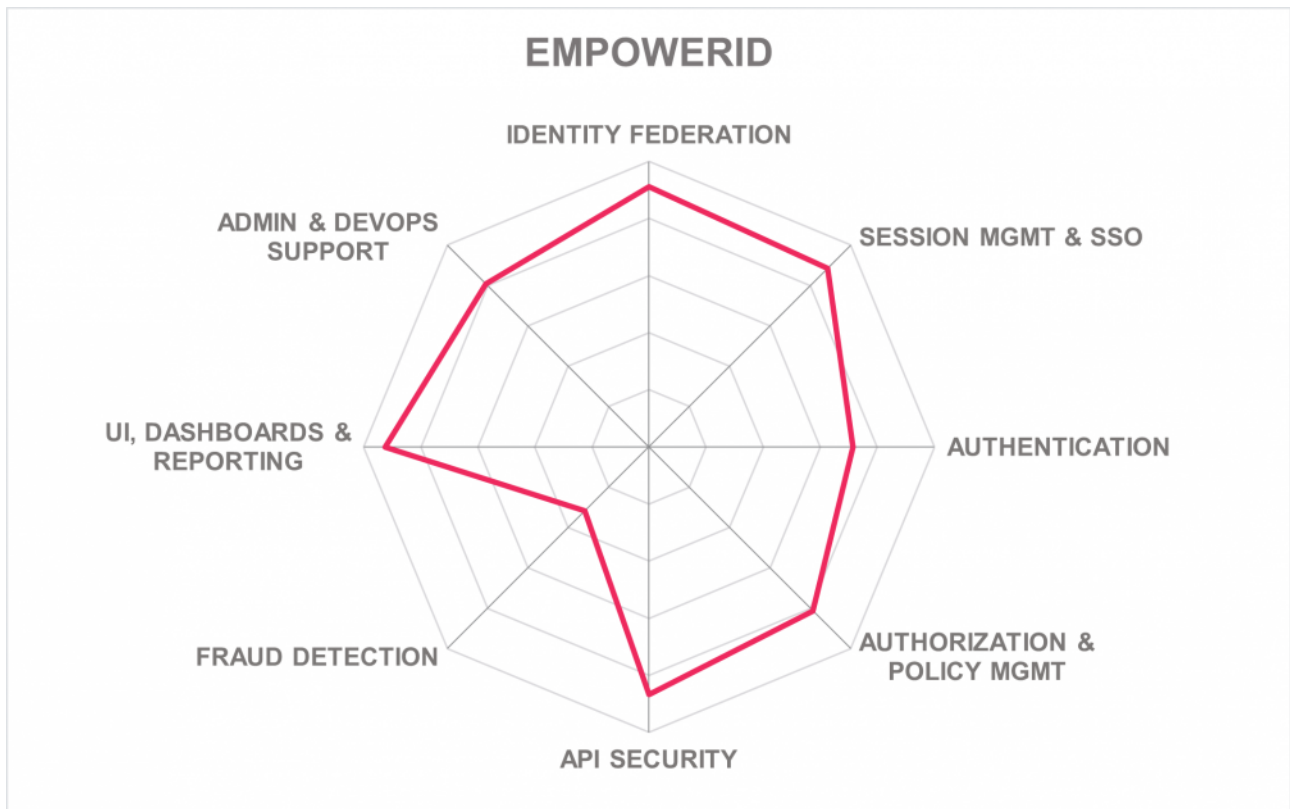 EMPOWERID
IDENTITY FEDERATION
SESSION MGMT & SSO
AUTHENTICATION
AUTHORIZATION &
POLICY MGMT
API SECURITY
FRAUD DETECTION
UI, DASHBOARDS &
REPORTING
ADMIN & DEVOPS
SUPPORT